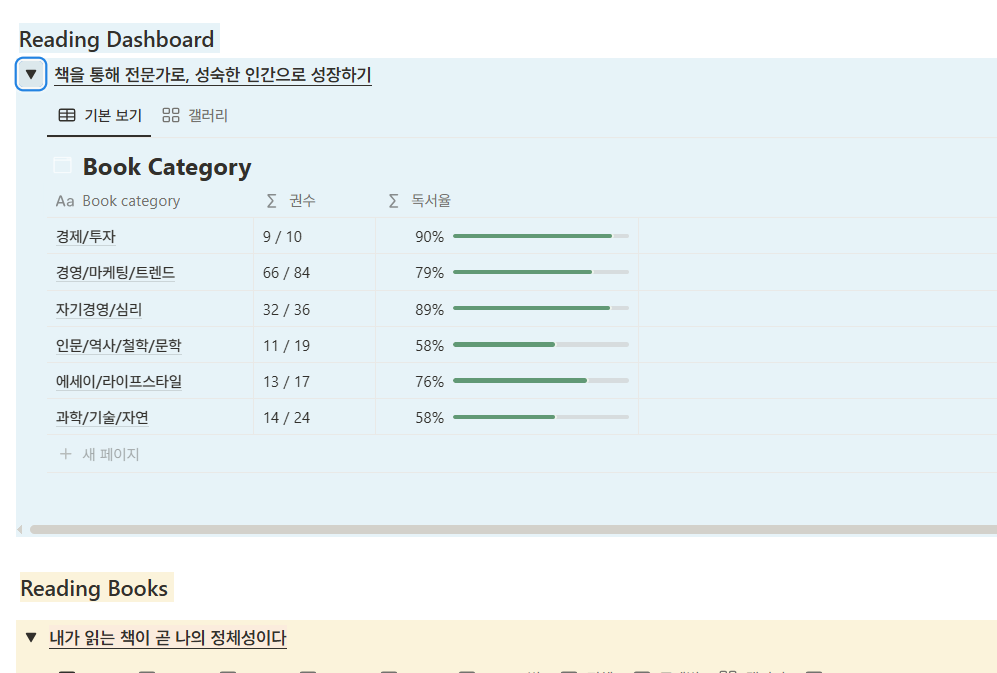 Reading Dashboard
책을 통해 전문가로, 성숙한 인간으로 성장하기
기본 보기 갤러리
Book Category
Aa Book category Σ 권수 Σ 독서율
경제/투자 9 / 10 90%
경영/마케팅/트렌드 66 / 84 79%
자기경영/심리 32 / 36 89%
인문/역사/철학/문학 11 / 19 58%
에세이/라이프스타일 13 / 17 76%
과학/기술/자연 14 / 24 58%
+ 새 페이지
Reading Books
내가 읽는 책이 곧 나의 정체성이다